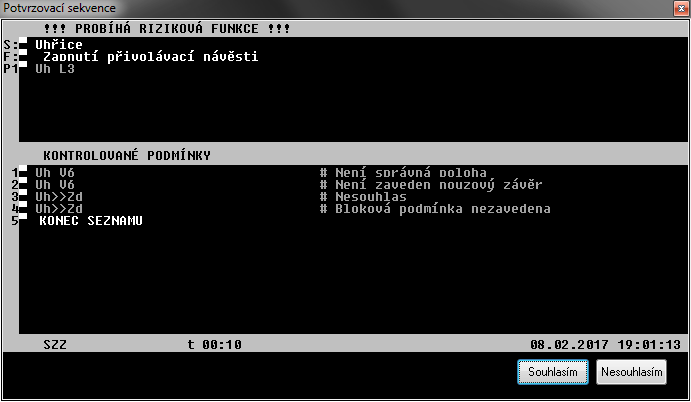 Potvrzovací sekvence
!!! PROBÍHÁ RIZIKOVÁ FUNKCE !!!
S: Uhřice
F: Zapnutí přivolávací návěsti
P1 Uh L3
KONTROLOVANÉ PODMÍNKY
1 Uh V6 # Není správná poloha
2 Uh V6 # Není zaveden nouzový závěr
3 Uh>>Zd # Nesouhlas
4 Uh>>Zd # Bloková podmínka nezavedena
5 KONEC SEZNAMU
SZZ t 00:10 08.02.2017 19:01:13
Souhlasím Nesouhlasím